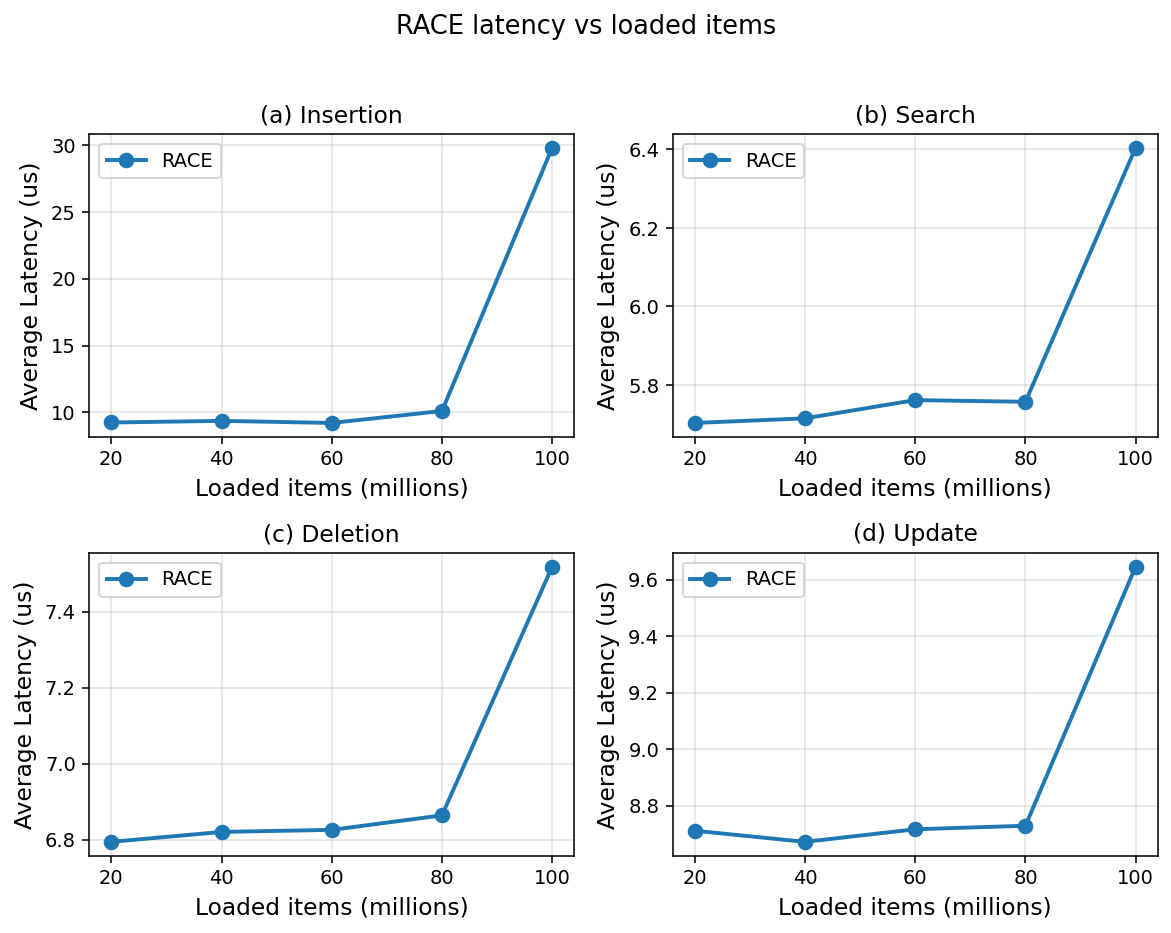 RACE latency vs loaded items
(a) Insertion
RACE
Average Latency (us)
30
25
20
15
10
20 40 60 80 100
Loaded items (millions)
(b) Search
RACE
Average Latency (us)
6.4
6.2
6.0
5.8
20 40 60 80 100
Loaded items (millions)
(c) Deletion
RACE
Average Latency (us)
7.4
7.2
7.0
6.8
20 40 60 80 100
Loaded items (millions)
(d) Update
RACE
Average Latency (us)
9.6
9.4
9.2
9.0
8.8
20 40 60 80 100
Loaded items (millions)